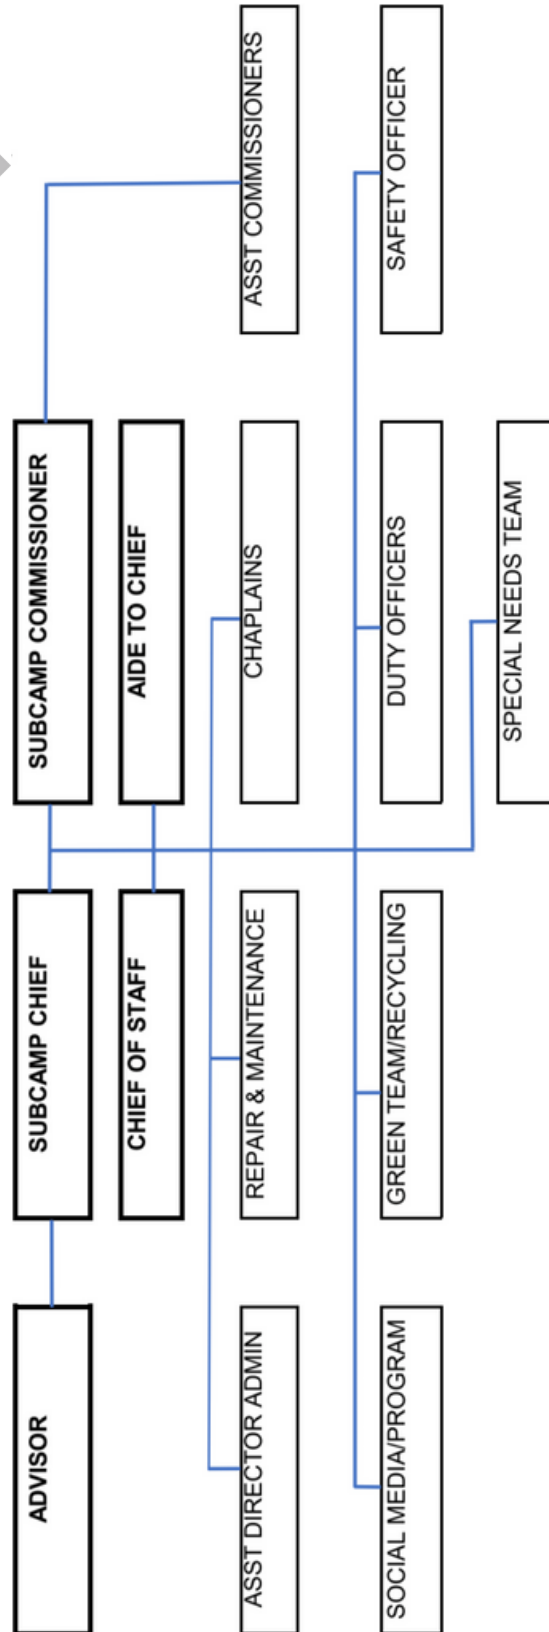 ADVISOR
SUBCAMP CHIEF
SUBCAMP COMMISSIONER
CHIEF OF STAFF
AIDE TO CHIEF
ASST DIRECTOR ADMIN
REPAIR & MAINTENANCE
CHAPLAINS
ASST COMMISSIONERS
SOCIAL MEDIA/PROGRAM
GREEN TEAM/RECYCLING
DUTY OFFICERS
SAFETY OFFICER
SPECIAL NEEDS TEAM